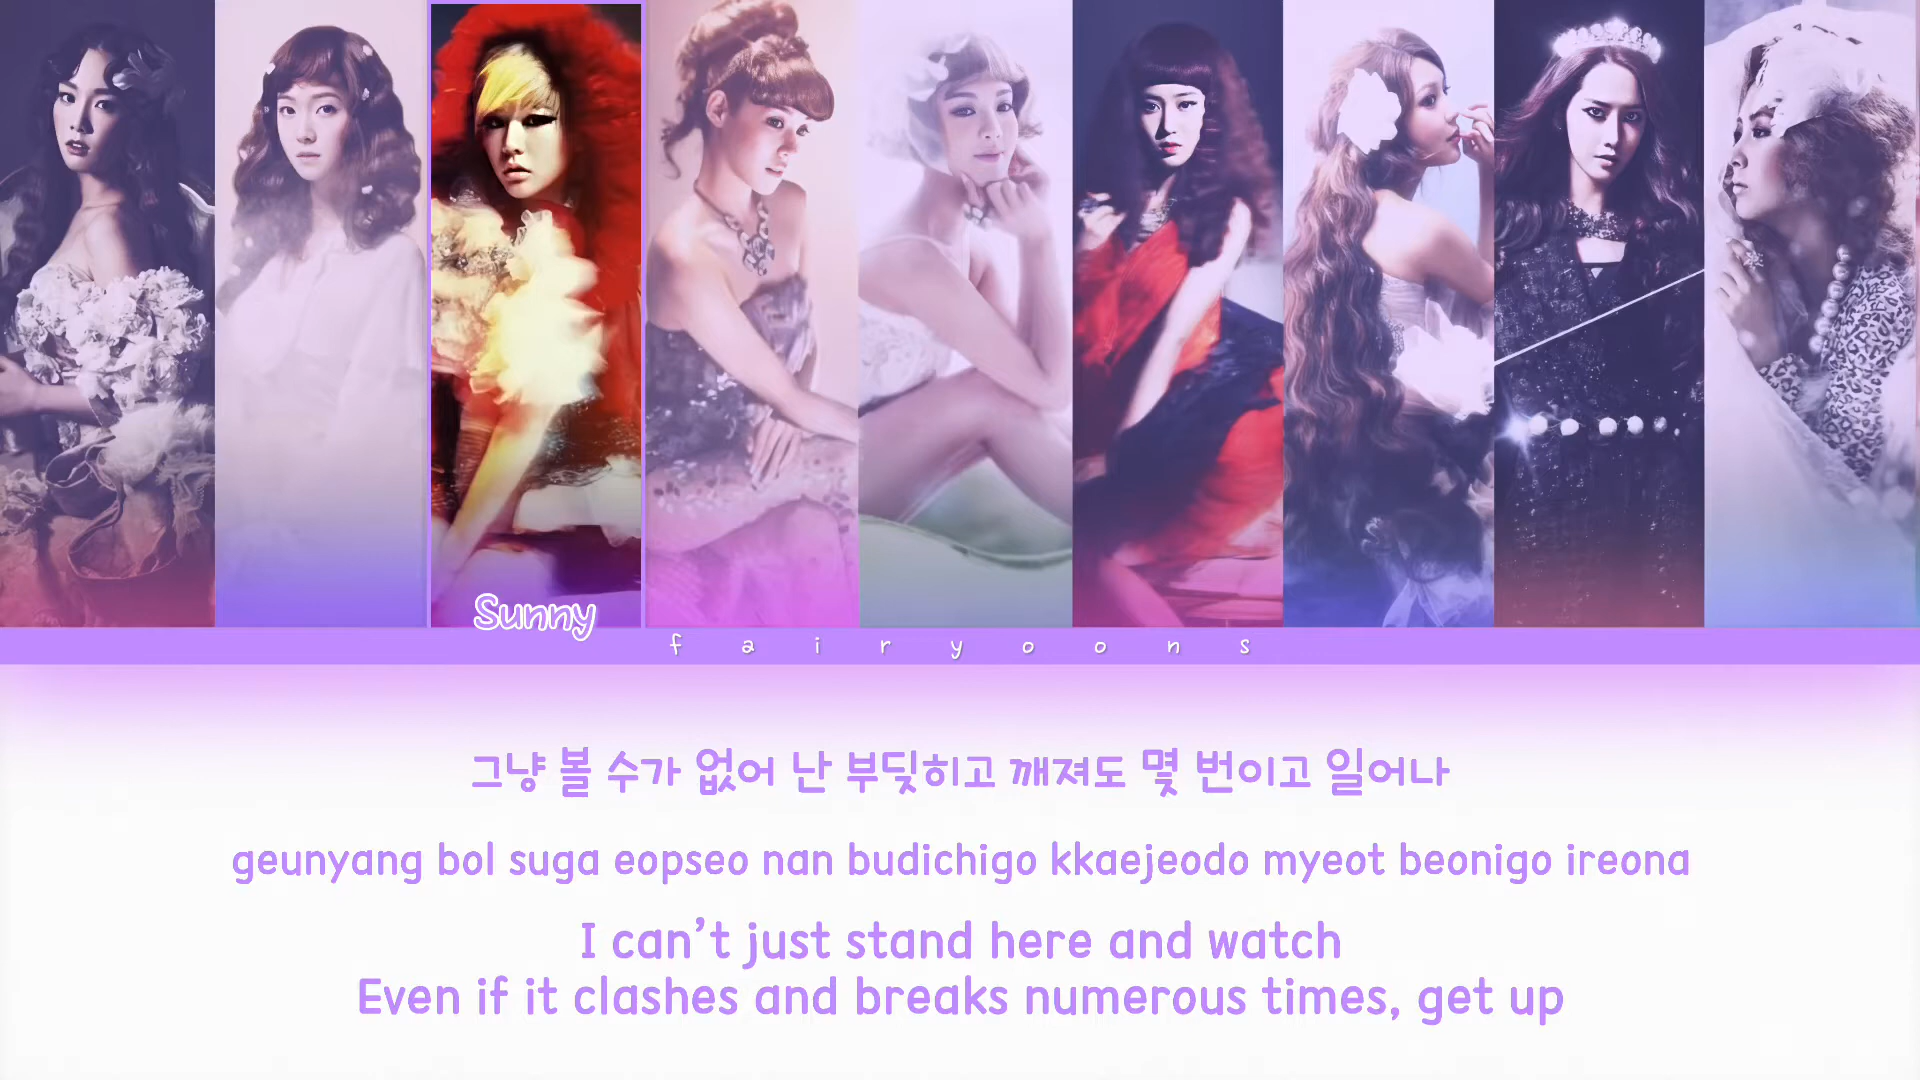 Sunny
fairyoons
그냥 볼 수가 없어 난 부딪히고 깨져도 몇 번이고 일어나
geunyang bol suga eopseo nan budichigo kkaejeodo myeot beonigo ireona
I can’t just stand here and watch
Even if it clashes and breaks numerous times, get up